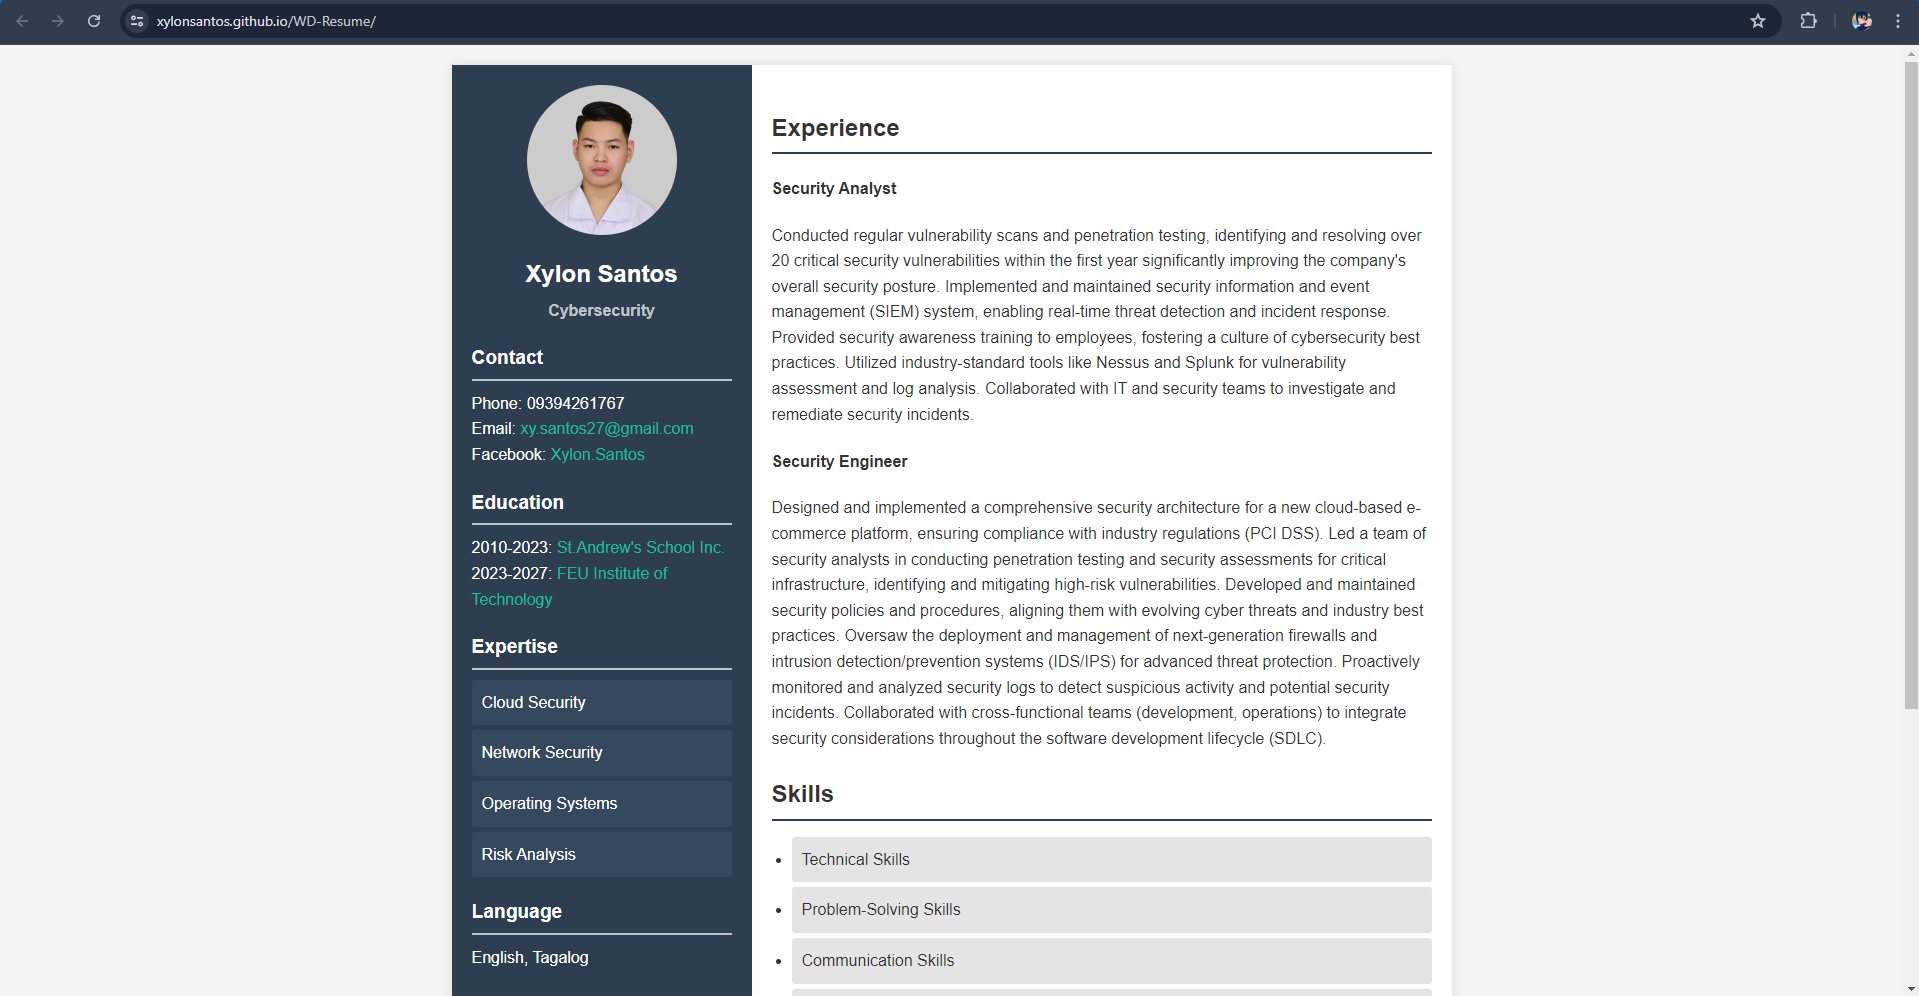 xylonsantos.github.io/WD-Resume/
Xylon Santos
Cybersecurity
Contact
Phone: 09394261767
Email: xy.santos27@gmail.com
Facebook: Xylon.Santos
Education
2010-2023: St.Andrew's School Inc.
2023-2027: FEU Institute of
Technology
Expertise
Cloud Security
Network Security
Operating Systems
Risk Analysis
Language
English, Tagalog
Experience
Security Analyst
Conducted regular vulnerability scans and penetration testing, identifying and resolving over
20 critical security vulnerabilities within the first year significantly improving the company's
overall security posture. Implemented and maintained security information and event
management (SIEM) system, enabling real-time threat detection and incident response.
Provided security awareness training to employees, fostering a culture of cybersecurity best
practices. Utilized industry-standard tools like Nessus and Splunk for vulnerability
assessment and log analysis. Collaborated with IT and security teams to investigate and
remediate security incidents.
Security Engineer
Designed and implemented a comprehensive security architecture for a new cloud-based e-
commerce platform, ensuring compliance with industry regulations (PCI DSS). Led a team of
security analysts in conducting penetration testing and security assessments for critical
infrastructure, identifying and mitigating high-risk vulnerabilities. Developed and maintained
security policies and procedures, aligning them with evolving cyber threats and industry best
practices. Oversaw the deployment and management of next-generation firewalls and
intrusion detection/prevention systems (IDS/IPS) for advanced threat protection. Proactively
monitored and analyzed security logs to detect suspicious activity and potential security
incidents. Collaborated with cross-functional teams (development, operations) to integrate
security considerations throughout the software development lifecycle (SDLC).
Skills
Technical Skills
Problem-Solving Skills
Communication Skills